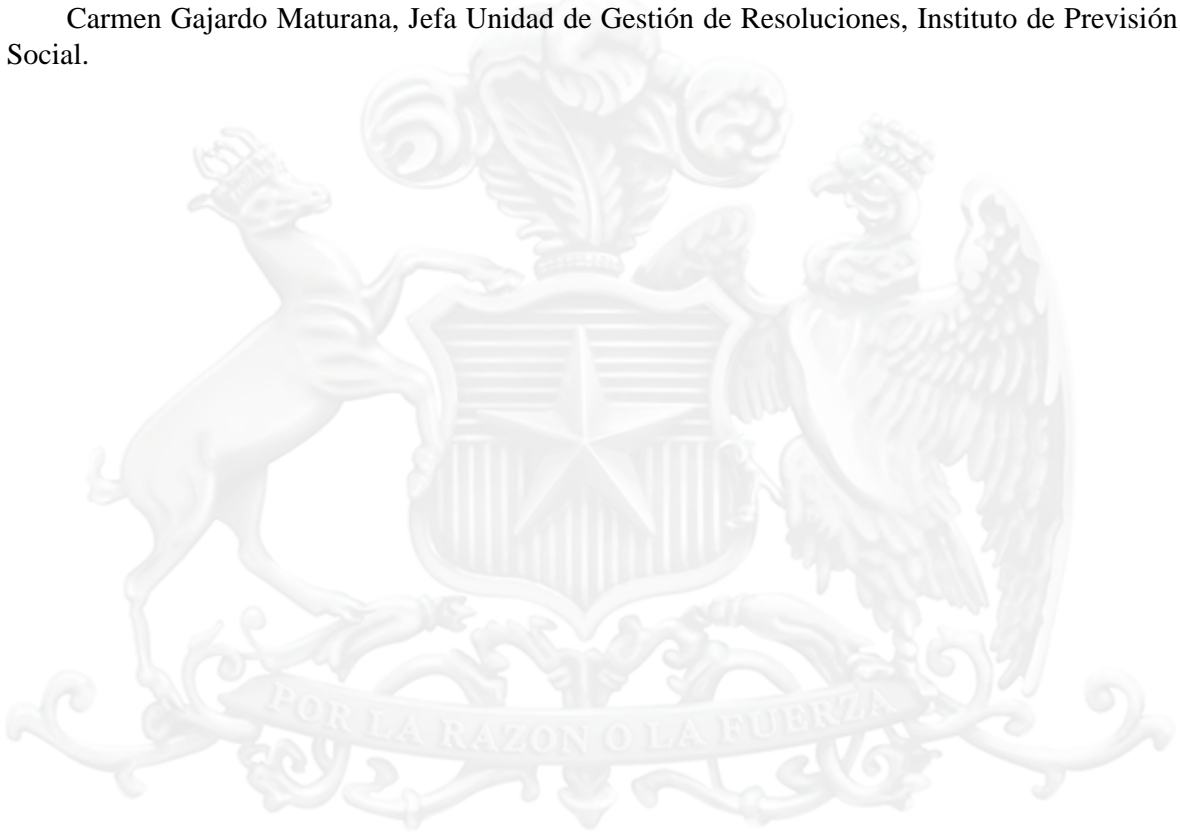 Carmen Gajardo Maturana, Jefa Unidad de Gestión de Resoluciones, Instituto de Previsión
Social.
POR LA RAZON O LA FUERZA